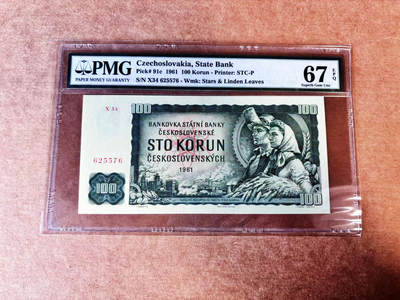 PMG
PAPER MONEY GUARANTY
Czechoslovakia, State Bank
Pick# 91c 1961 100 Korun - Printer: STC-P
S/N X34 625576 - Wmk: Stars & Linden Leaves
67 EPQ
Superb Gem Unc
X 34
100
100
BANKOVKA STÁTNÍ BANKY
ČESKOSLOVENSKÉ
STO KORUN
ČESKOSLOVENSKÝCH
1961
625576
100
100